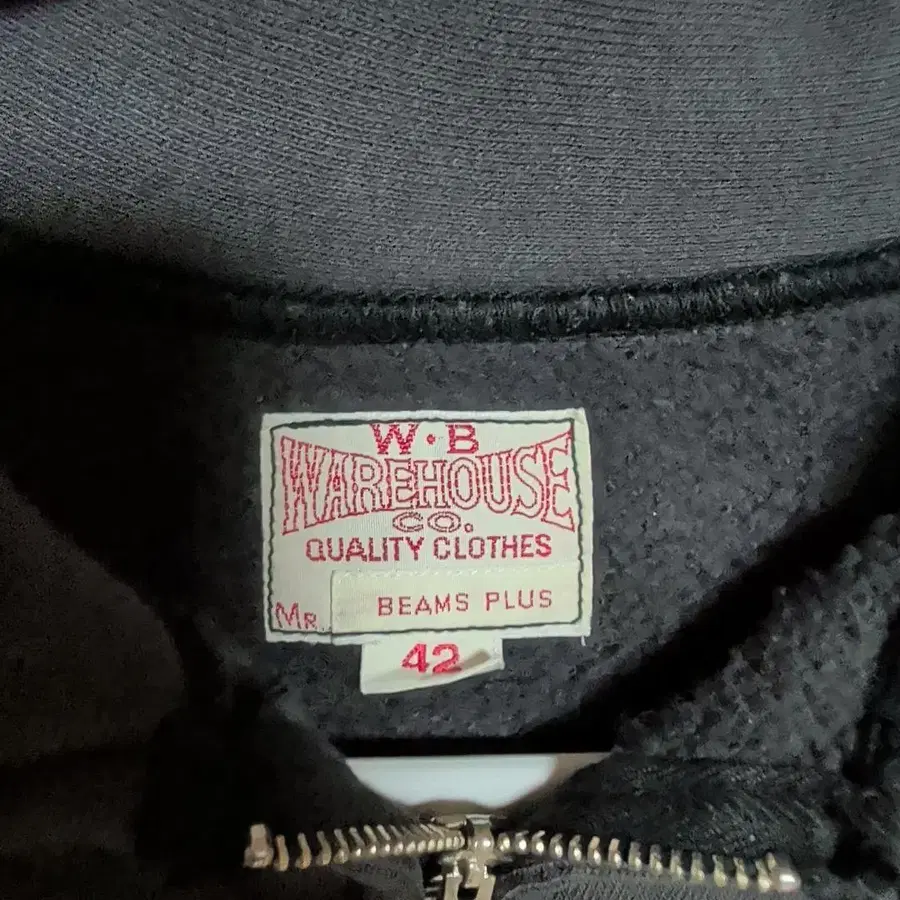 W·B
WAREHOUSE
CO.
QUALITY CLOTHES
BEAMS PLUS
MR.
42